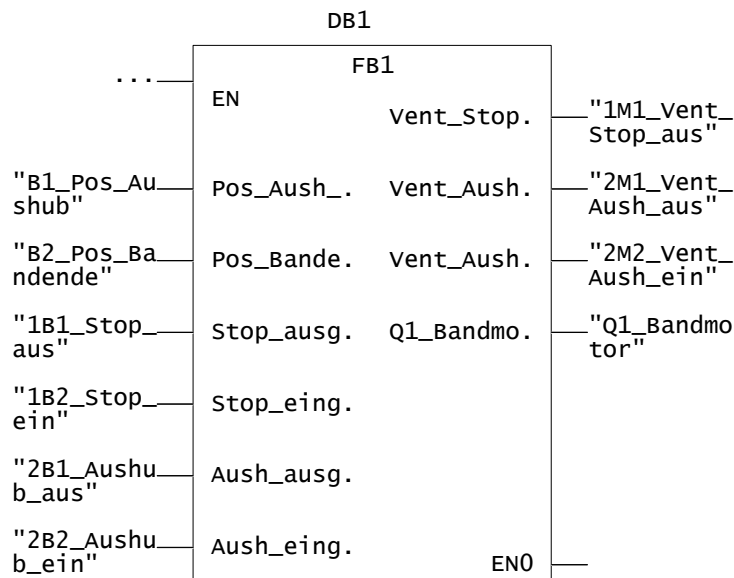 DB1
FB1
...
EN
Vent_Stop.
"1M1_Vent_
Stop_aus"
"B1_Pos_Au
shub"
Pos_Aush_.
Vent_Aush.
"2M1_Vent_
Aush_aus"
"B2_Pos_Ba
ndende"
Pos_Bande.
Vent_Aush.
"2M2_Vent_
Aush_ein"
"1B1_Stop_
aus"
Stop_ausg.
Q1_Bandmo.
"Q1_Bandmo
tor"
"1B2_Stop_
ein"
Stop_eing.
"2B1_Aushu
b_aus"
Aush_ausg.
"2B2_Aushu
b_ein"
Aush_eing.
ENO